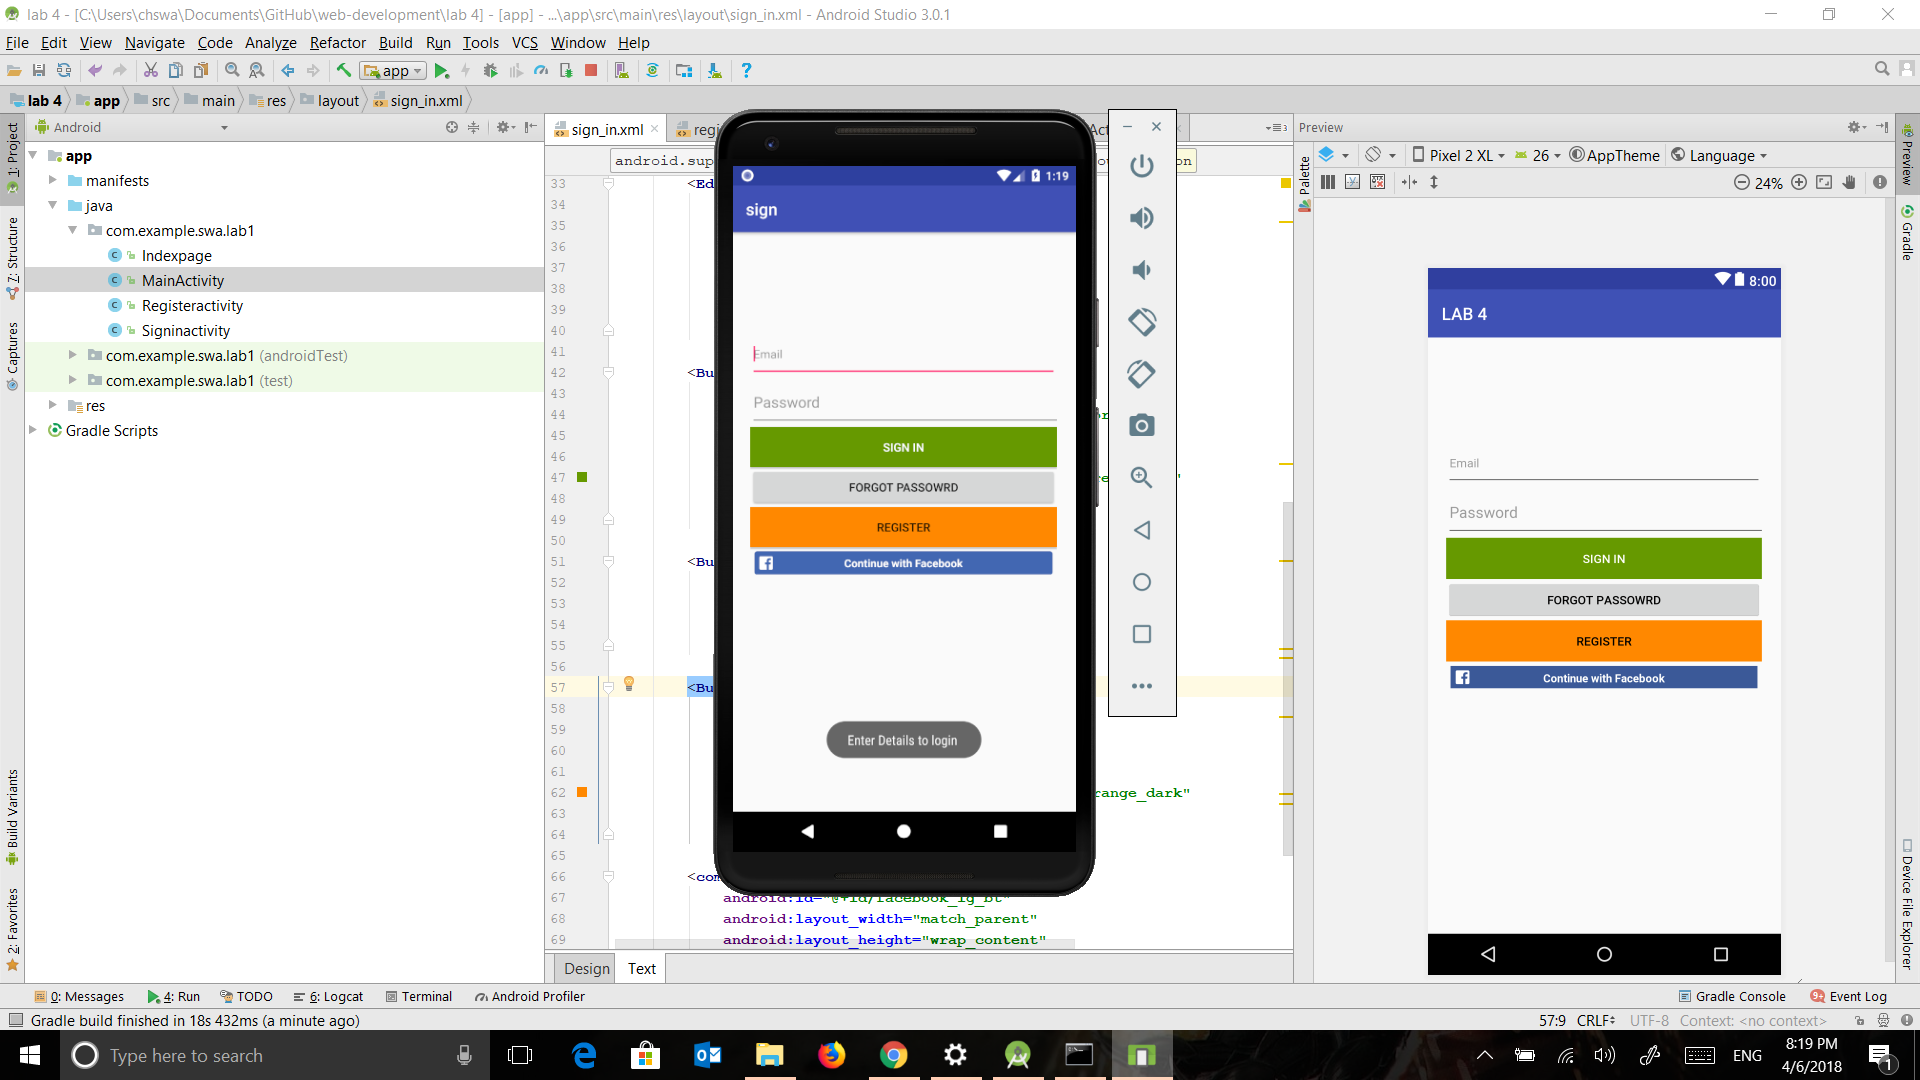 lab 4 - [C:\Users\chswa\Documents\GitHub\web-development\lab 4] - [app] - ...\app\src\main\res\layout\sign_in.xml - Android Studio 3.0.1
File Edit View Navigate Code Analyze Refactor Build Run Tools VCS Window Help
app
lab 4 app src main res layout sign_in.xml
1: Project
7: Structure
Captures
Build Variants
2: Favorites
Android
app
manifests
java
com.example.swa.lab1
Indexpage
MainActivity
Registeractivity
Signinactivity
com.example.swa.lab1 (androidTest)
com.example.swa.lab1 (test)
res
Gradle Scripts
sign_in.xml
reg
Act
3
android.sup
on
33 <Ed
34
35
36
37
38
39
40
41
42 <Bu
43
44
45
46
47
48
49
50
51 <Bu
52
53
54
55
56
57 <Bu
58
59
60
61
62 range_dark"
63
64
65
66 <com
67 android:id="@+id/facebook_lg_bt"
68 android:layout_width="match_parent"
69 android:layout_height="wrap_content"
1:19
sign
Email
Password
SIGN IN
FORGOT PASSOWRD
REGISTER
Continue with Facebook
Enter Details to login
Design Text
Preview
Palette
Pixel 2 XL 26 AppTheme Language
24%
8:00
LAB 4
Email
Password
SIGN IN
FORGOT PASSOWRD
REGISTER
Continue with Facebook
Preview
Gradle
Device File Explorer
0: Messages 4: Run TODO 6: Logcat Terminal Android Profiler Gradle Console 9+ Event Log
Gradle build finished in 18s 432ms (a minute ago) 57:9 CRLF UTF-8 Context: <no context>
Type here to search
ENG
8:19 PM
4/6/2018
1